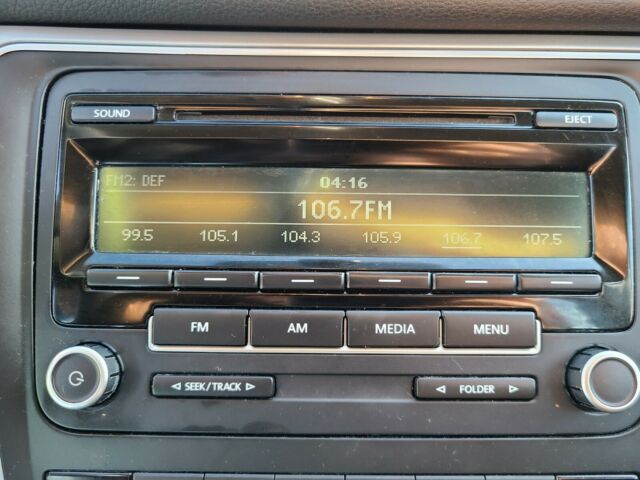 SOUND EJECT
FM2: DEF 04:16
106.7FM
99.5 105.1 104.3 105.9 106.7 107.5
FM AM MEDIA MENU
SEEK/TRACK FOLDER